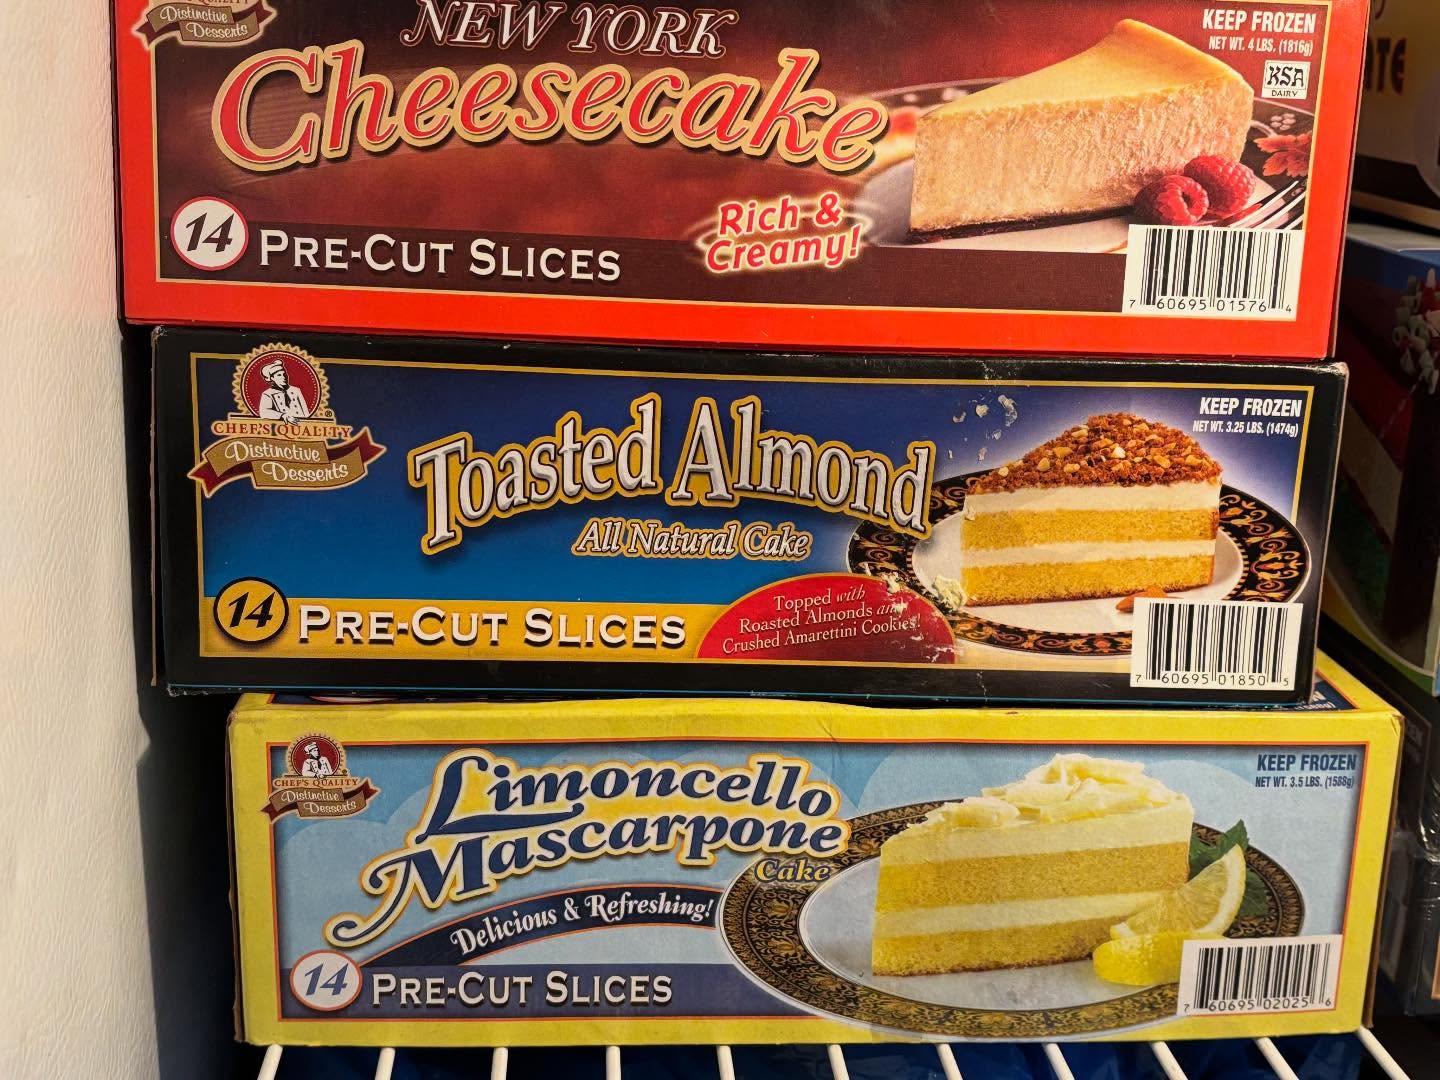 Distinctive
Desserts
NEW YORK
Cheesecake
KEEP FROZEN
NET WT. 4 LBS. (1816g)
KSA
DAIRY
Rich &
Creamy!
14 PRE-CUT SLICES
7 60695 01576 4
CHEF'S QUALITY
Distinctive
Desserts
Toasted Almond
All Natural Cake
KEEP FROZEN
NET WT. 3.25 LBS. (1474g)
14 PRE-CUT SLICES
Topped with
Roasted Almonds and
Crushed Amarettini Cookies!
7 60695 01850 5
CHEF'S QUALITY
Distinctive
Desserts
Limoncello
Mascarpone
Cake
Delicious & Refreshing!
KEEP FROZEN
NET WT. 3.5 LBS. (1588g)
14 PRE-CUT SLICES
7 60695 02025 6